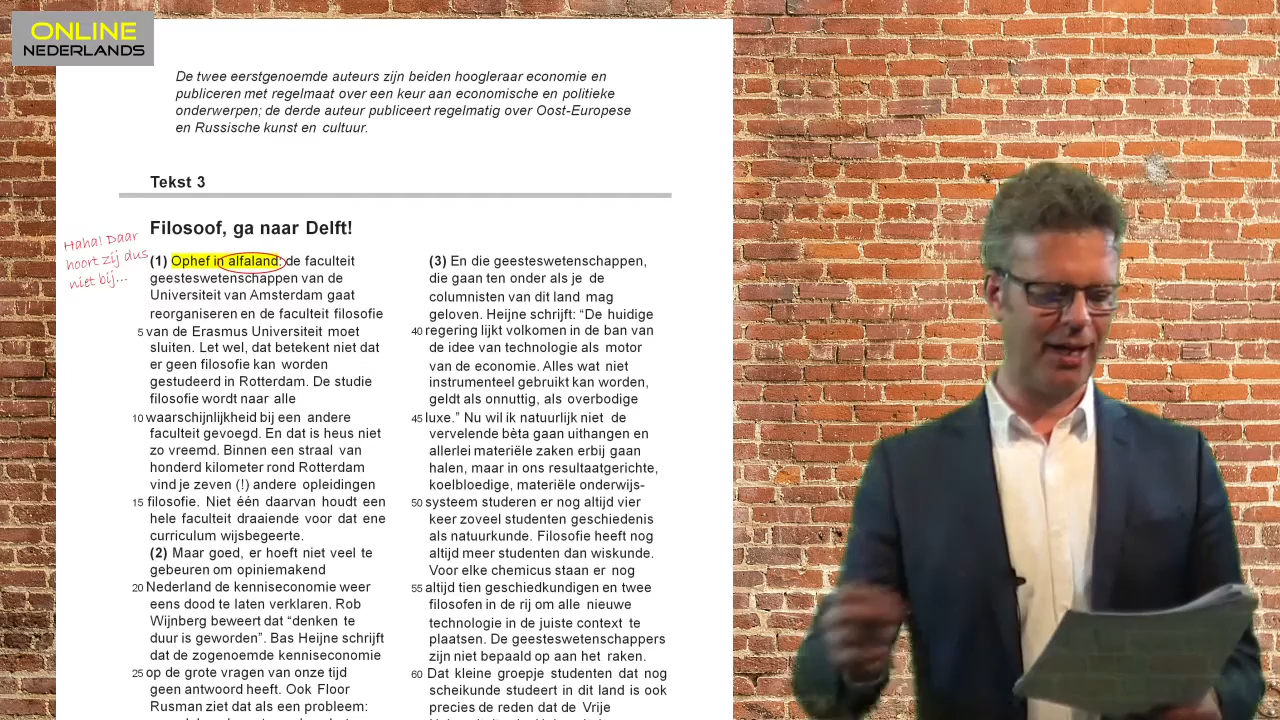 ONLINE
NEDERLANDS
De twee eerstgenoemde auteurs zijn beiden hoogleraar economie en
publiceren met regelmaat over een keur aan economische en politieke
onderwerpen; de derde auteur publiceert regelmatig over Oost-Europese
en Russische kunst en cultuur.
Tekst 3
Filosoof, ga naar Delft!
Haha! Daar
hoort zij dus
niet bij...
(1) Ophef in alfaland: de faculteit
geesteswetenschappen van de
Universiteit van Amsterdam gaat
reorganiseren en de faculteit filosofie
5 van de Erasmus Universiteit moet
sluiten. Let wel, dat betekent niet dat
er geen filosofie kan worden
gestudeerd in Rotterdam. De studie
filosofie wordt naar alle
10 waarschijnlijkheid bij een andere
faculteit gevoegd. En dat is heus niet
zo vreemd. Binnen een straal van
honderd kilometer rond Rotterdam
vind je zeven (!) andere opleidingen
15 filosofie. Niet één daarvan houdt een
hele faculteit draaiende voor dat ene
curriculum wijsbegeerte.
(2) Maar goed, er hoeft niet veel te
gebeuren om opiniemakend
20 Nederland de kenniseconomie weer
eens dood te laten verklaren. Rob
Wijnberg beweert dat “denken te
duur is geworden”. Bas Heijne schrijft
dat de zogenoemde kenniseconomie
25 op de grote vragen van onze tijd
geen antwoord heeft. Ook Floor
Rusman ziet dat als een probleem:
(3) En die geesteswetenschappen,
die gaan ten onder als je de
columnisten van dit land mag
geloven. Heijne schrijft: “De huidige
40 regering lijkt volkomen in de ban van
de idee van technologie als motor
van de economie. Alles wat niet
instrumenteel gebruikt kan worden,
geldt als onnuttig, als overbodige
45 luxe.” Nu wil ik natuurlijk niet de
vervelende bèta gaan uithangen en
allerlei materiële zaken erbij gaan
halen, maar in ons resultaatgerichte,
koelbloedige, materiële onderwijs-
50 systeem studeren er nog altijd vier
keer zoveel studenten geschiedenis
als natuurkunde. Filosofie heeft nog
altijd meer studenten dan wiskunde.
Voor elke chemicus staan er nog
55 altijd tien geschiedkundigen en twee
filosofen in de rij om alle nieuwe
technologie in de juiste context te
plaatsen. De geesteswetenschappers
zijn niet bepaald op aan het raken.
60 Dat kleine groepje studenten dat nog
scheikunde studeert in dit land is ook
precies de reden dat de Vrije